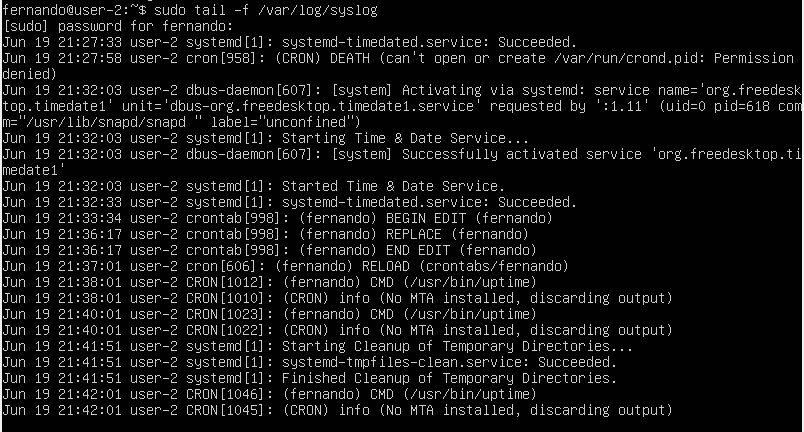 fernando@user-2:~$ sudo tail -f /var/log/syslog
[sudo] password for fernando:
Jun 19 21:27:33 user-2 systemd[1]: systemd-timedated.service: Succeeded.
Jun 19 21:27:58 user-2 cron[958]: (CRON) DEATH (can't open or create /var/run/crond.pid: Permission
denied)
Jun 19 21:32:03 user-2 dbus-daemon[607]: [system] Activating via systemd: service name='org.freedesk
top.timedate1' unit='dbus-org.freedesktop.timedate1.service' requested by ':1.11' (uid=0 pid=618 com
m="/usr/lib/snapd/snapd " label="unconfined")
Jun 19 21:32:03 user-2 systemd[1]: Starting Time & Date Service...
Jun 19 21:32:03 user-2 dbus-daemon[607]: [system] Successfully activated service 'org.freedesktop.ti
medate1'
Jun 19 21:32:03 user-2 systemd[1]: Started Time & Date Service.
Jun 19 21:32:33 user-2 systemd[1]: systemd-timedated.service: Succeeded.
Jun 19 21:33:34 user-2 crontab[998]: (fernando) BEGIN EDIT (fernando)
Jun 19 21:36:17 user-2 crontab[998]: (fernando) REPLACE (fernando)
Jun 19 21:36:17 user-2 crontab[998]: (fernando) END EDIT (fernando)
Jun 19 21:37:01 user-2 cron[606]: (fernando) RELOAD (crontabs/fernando)
Jun 19 21:38:01 user-2 CRON[1012]: (fernando) CMD (/usr/bin/uptime)
Jun 19 21:38:01 user-2 CRON[1010]: (CRON) info (No MTA installed, discarding output)
Jun 19 21:40:01 user-2 CRON[1023]: (fernando) CMD (/usr/bin/uptime)
Jun 19 21:40:01 user-2 CRON[1022]: (CRON) info (No MTA installed, discarding output)
Jun 19 21:41:51 user-2 systemd[1]: Starting Cleanup of Temporary Directories...
Jun 19 21:41:51 user-2 systemd[1]: systemd-tmpfiles-clean.service: Succeeded.
Jun 19 21:41:51 user-2 systemd[1]: Finished Cleanup of Temporary Directories.
Jun 19 21:42:01 user-2 CRON[1046]: (fernando) CMD (/usr/bin/uptime)
Jun 19 21:42:01 user-2 CRON[1045]: (CRON) info (No MTA installed, discarding output)